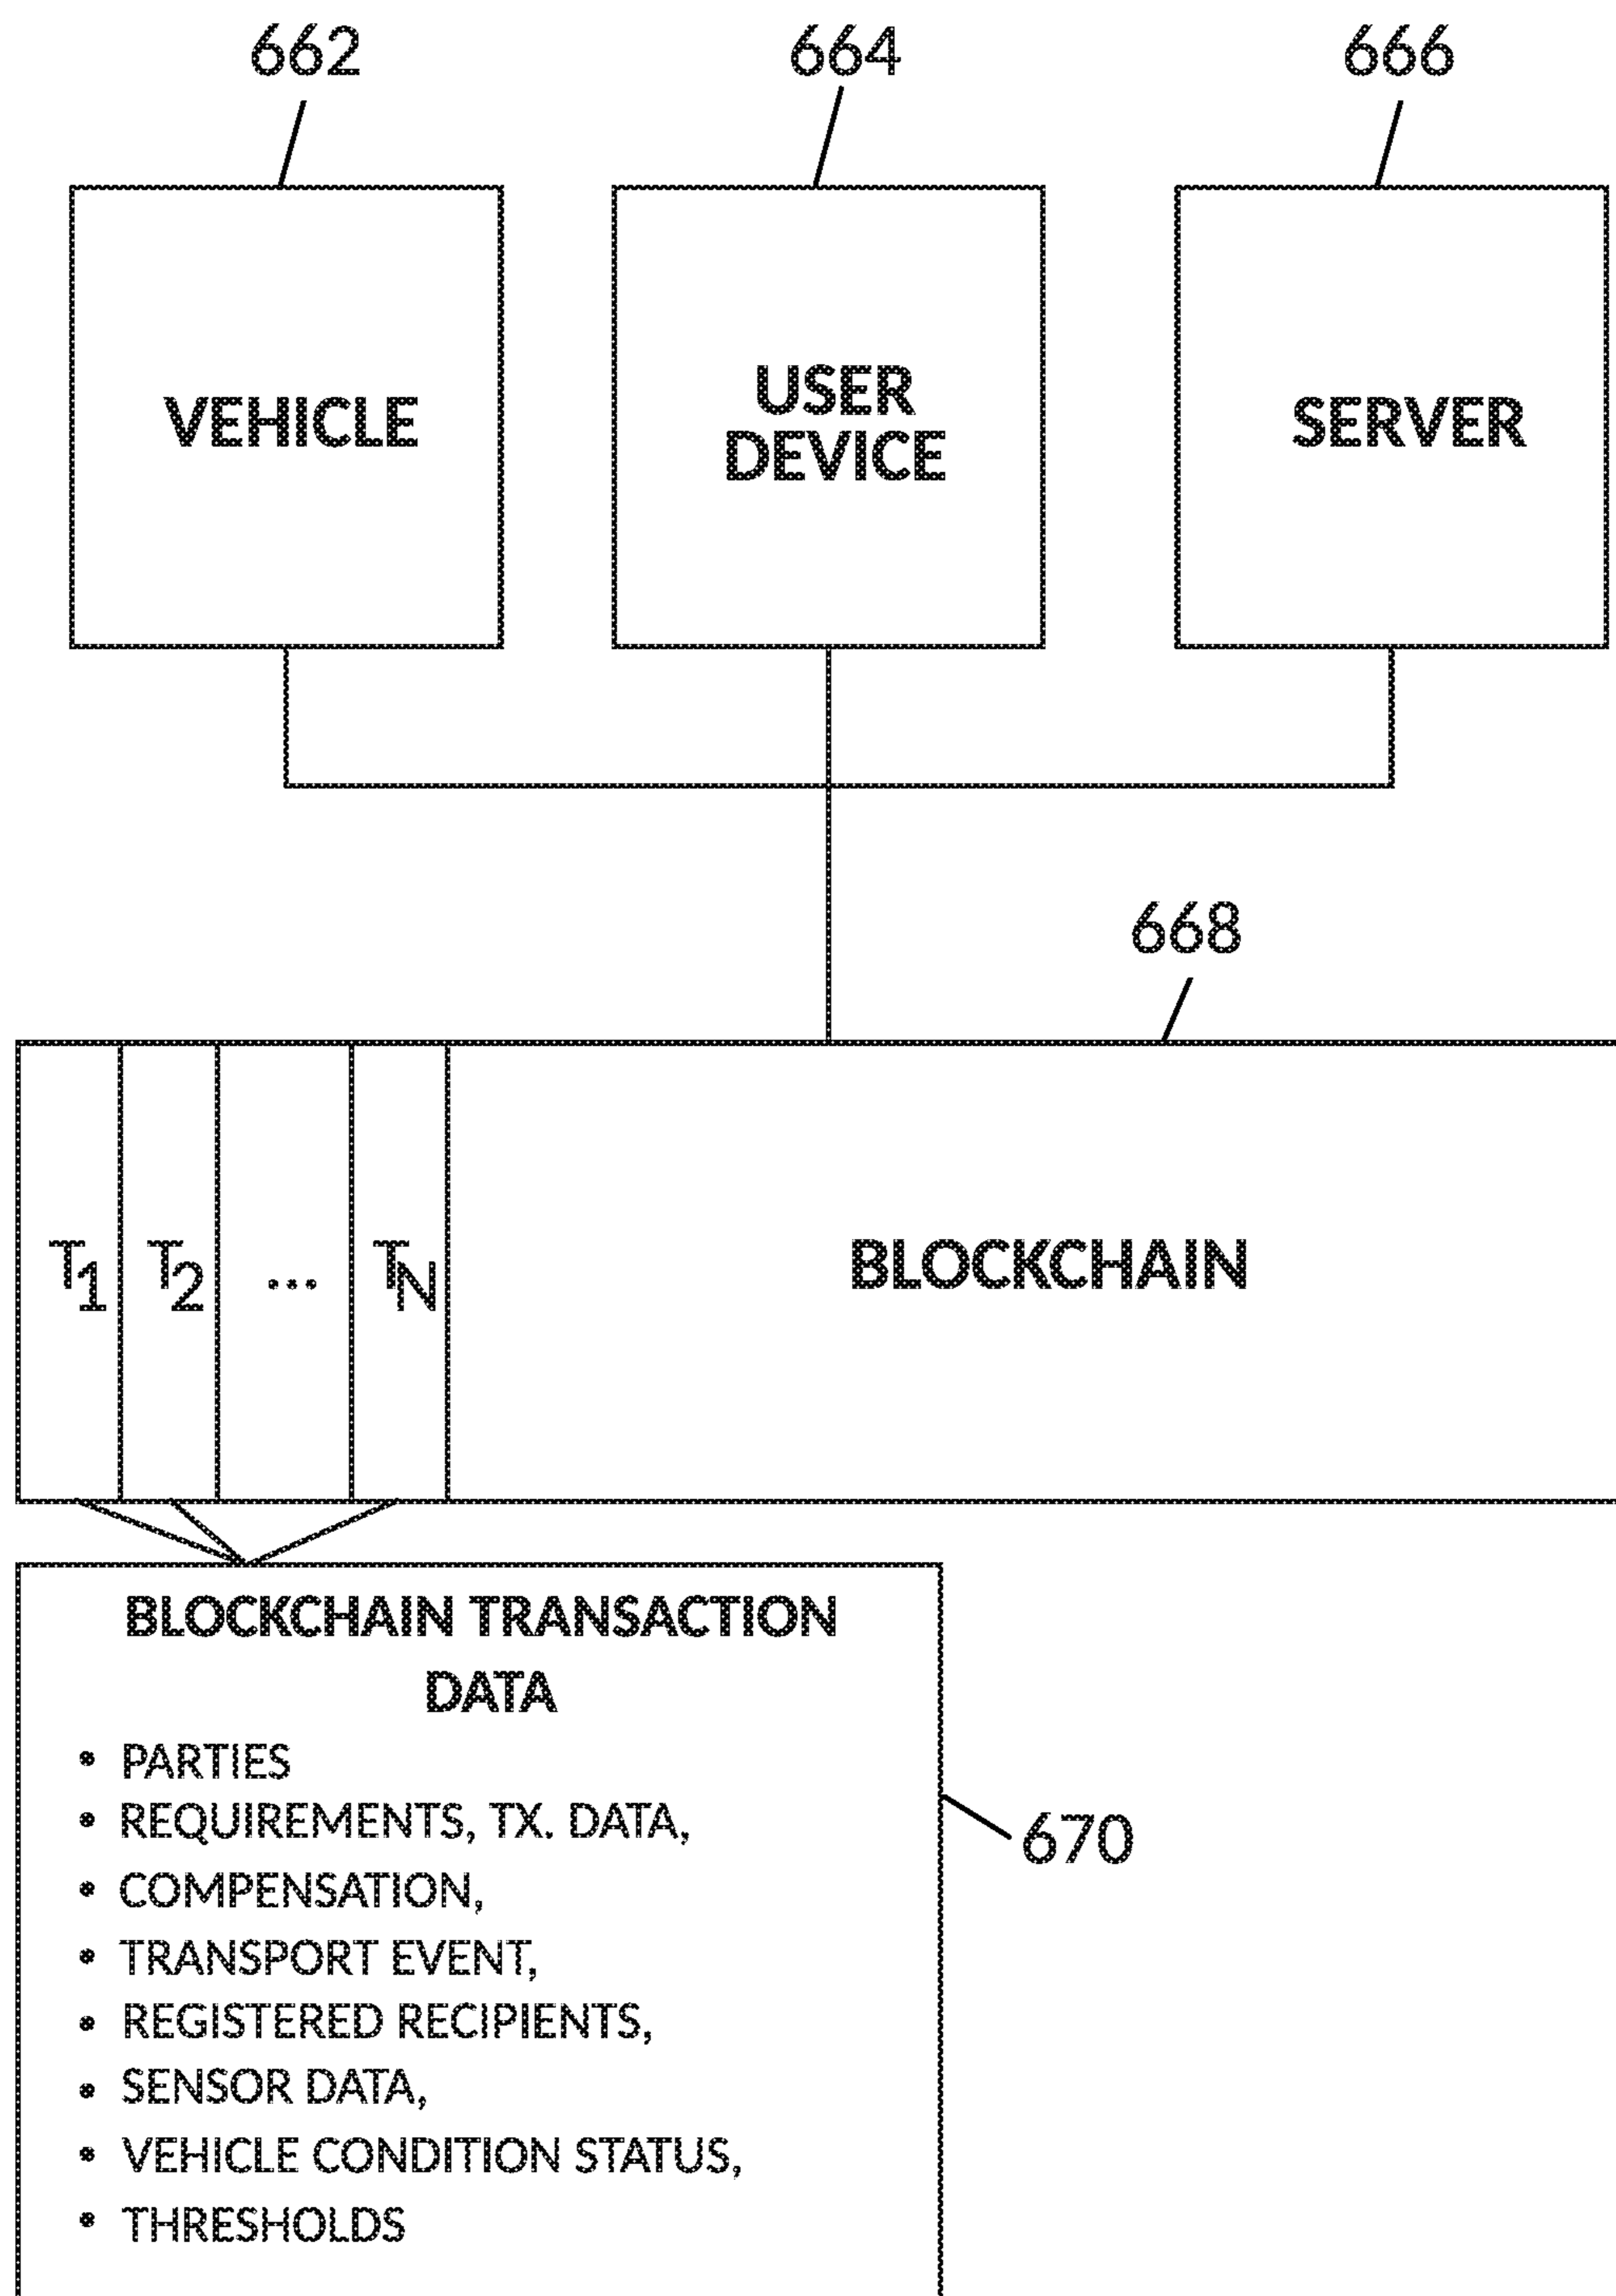 662 664 666
VEHICLE
USER
DEVICE
SERVER
668
T1 T2 ... TN BLOCKCHAIN
BLOCKCHAIN TRANSACTION
DATA
• PARTIES
• REQUIREMENTS, TX. DATA,
• COMPENSATION,
• TRANSPORT EVENT,
• REGISTERED RECIPIENTS,
• SENSOR DATA,
• VEHICLE CONDITION STATUS,
• THRESHOLDS
670